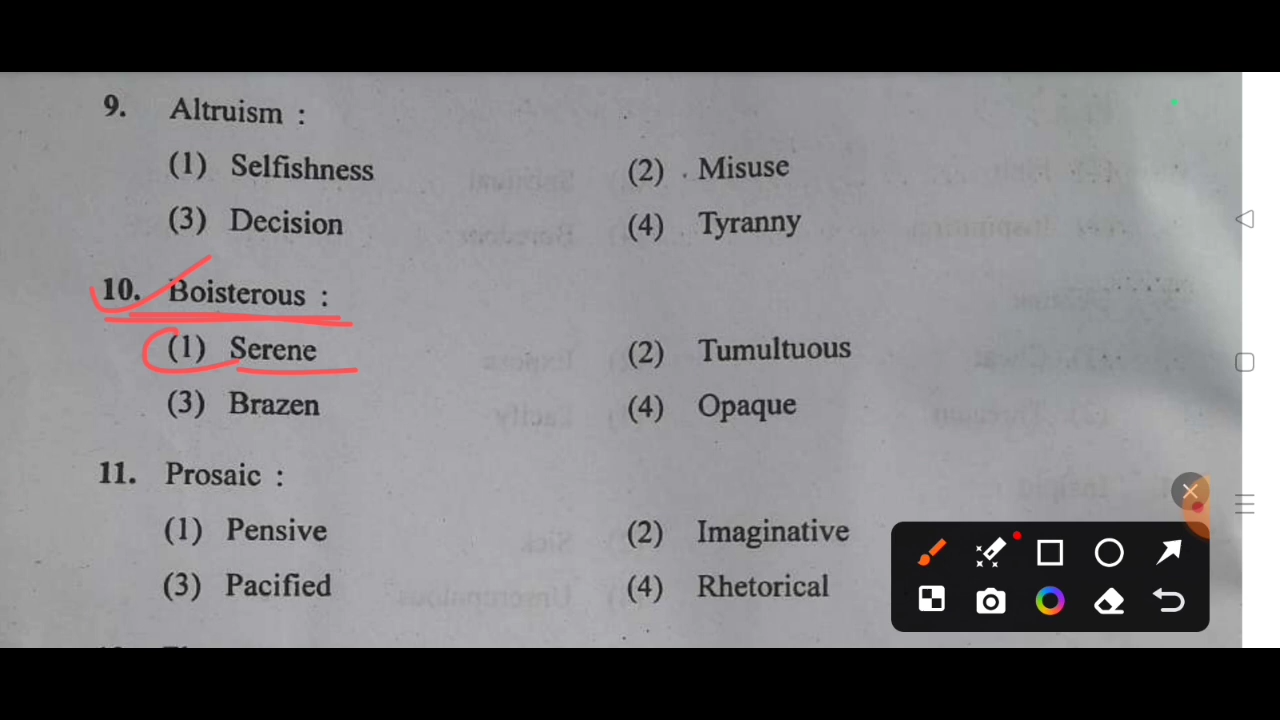 9. Altruism :
(1) Selfishness (2) Misuse
(3) Decision (4) Tyranny
10. Boisterous :
(1) Serene (2) Tumultuous
(3) Brazen (4) Opaque
11. Prosaic :
(1) Pensive (2) Imaginative
(3) Pacified (4) Rhetorical